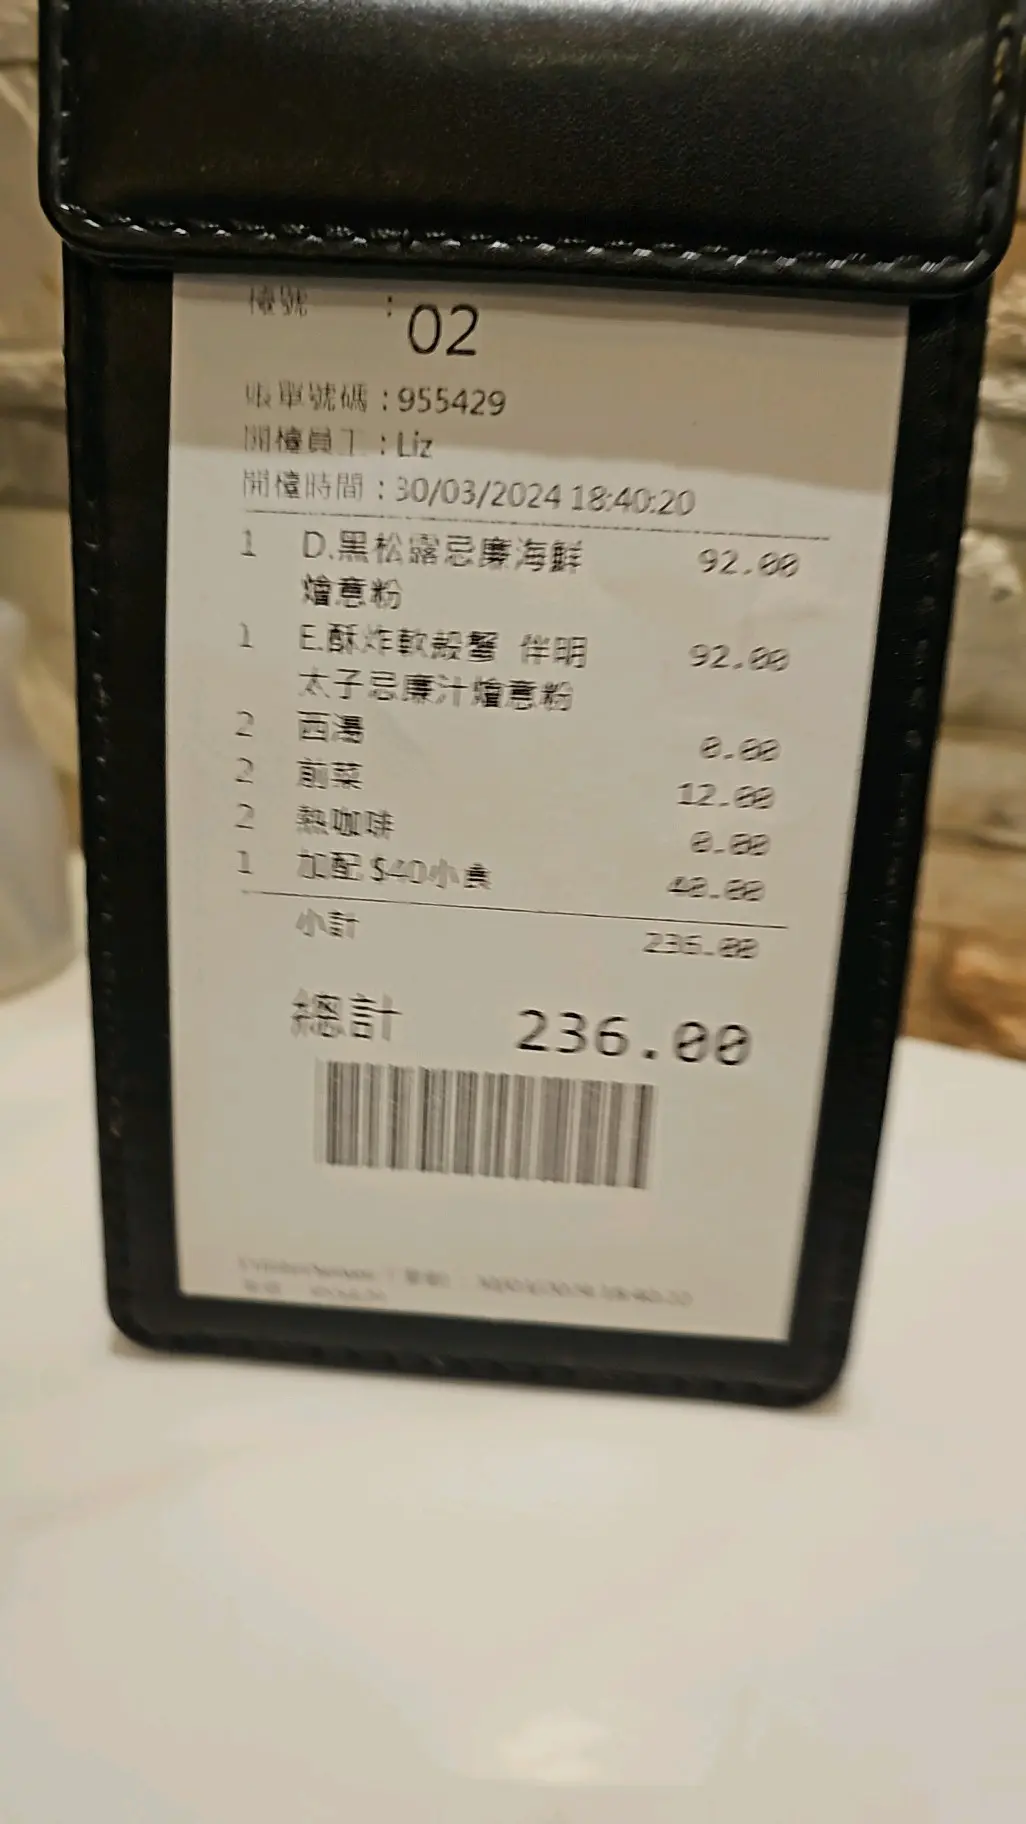 檯號 : 02
帳單號碼 : 955429
開檯員工 : Liz
開檯時間 : 30/03/2024 18:40:20
1 D.黑松露忌廉海鮮 92.00
燴意粉
1 E.酥炸軟殼蟹 伴明 92.00
太子忌廉汁燴意粉
2 西湯 0.00
2 前菜 12.00
2 熱咖啡 0.00
1 加配 $40小食 40.00
小計 236.00
總計 236.00